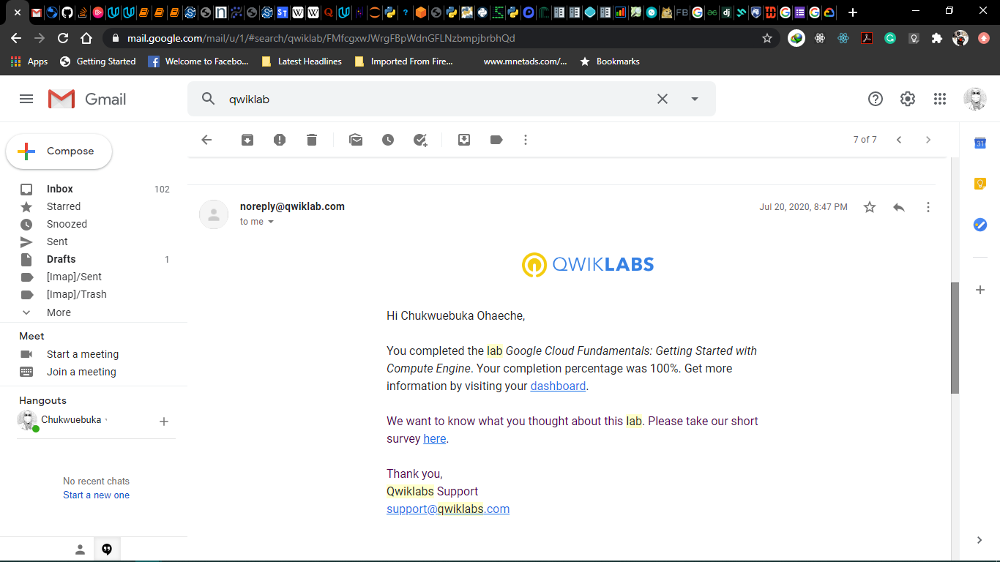 mail.google.com/mail/u/1/#search/qwiklab/FMfcgxwJWrgFBpWdnGFLNzbmpjbrbhQd
Apps
Getting Started
Welcome to Facebo...
Latest Headlines
Imported From Fire...
www.mnetads.com/...
Bookmarks
Gmail
qwiklab
Compose
7 of 7
31
Inbox 102
Starred
Snoozed
Sent
Drafts 1
[Imap]/Sent
[Imap]/Trash
More
Meet
Start a meeting
Join a meeting
Hangouts
Chukwuebuka
No recent chats
Start a new one
noreply@qwiklab.com
Jul 20, 2020, 8:47 PM
to me
QWIKLABS
Hi Chukwuebuka Ohaeche,
You completed the lab Google Cloud Fundamentals: Getting Started with
Compute Engine. Your completion percentage was 100%. Get more
information by visiting your dashboard.
We want to know what you thought about this lab. Please take our short
survey here.
Thank you,
Qwiklabs Support
support@qwiklabs.com